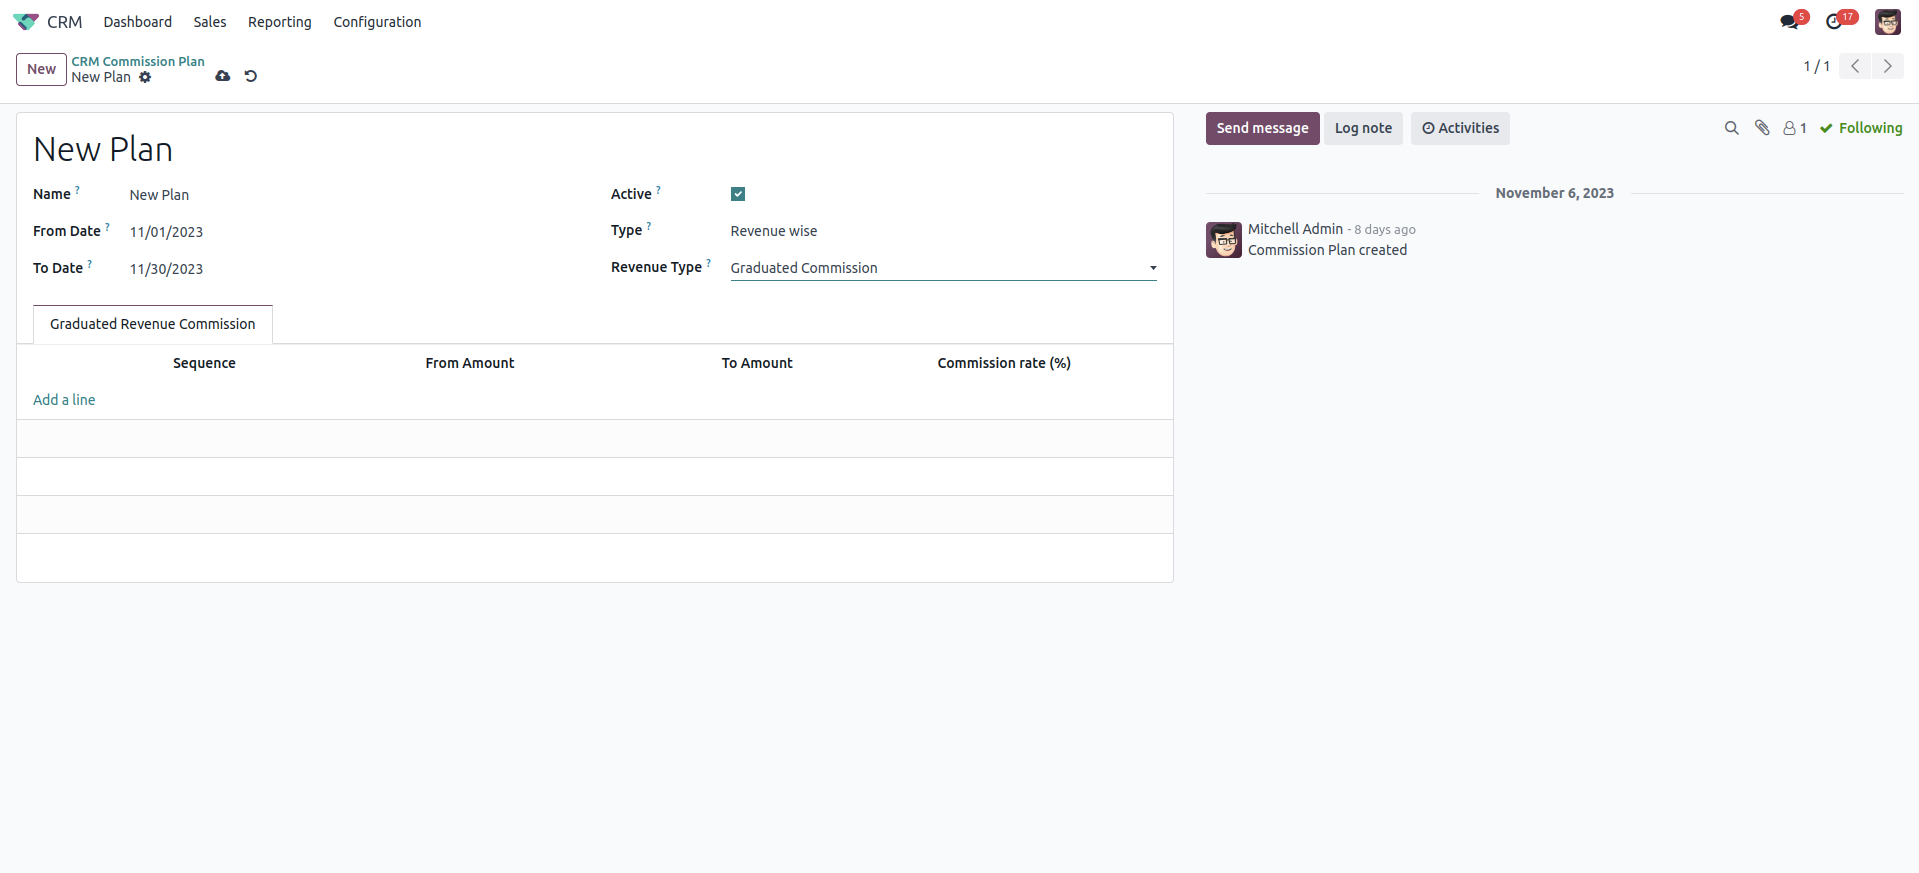 CRM Dashboard Sales Reporting Configuration 5 17
New CRM Commission Plan
New Plan 1 / 1
Send message Log note Activities 1 Following
New Plan
Name ? New Plan Active ?
From Date ? 11/01/2023 Type ? Revenue wise
To Date ? 11/30/2023 Revenue Type ? Graduated Commission
Graduated Revenue Commission
Sequence From Amount To Amount Commission rate (%)
Add a line
November 6, 2023
Mitchell Admin - 8 days ago
Commission Plan created